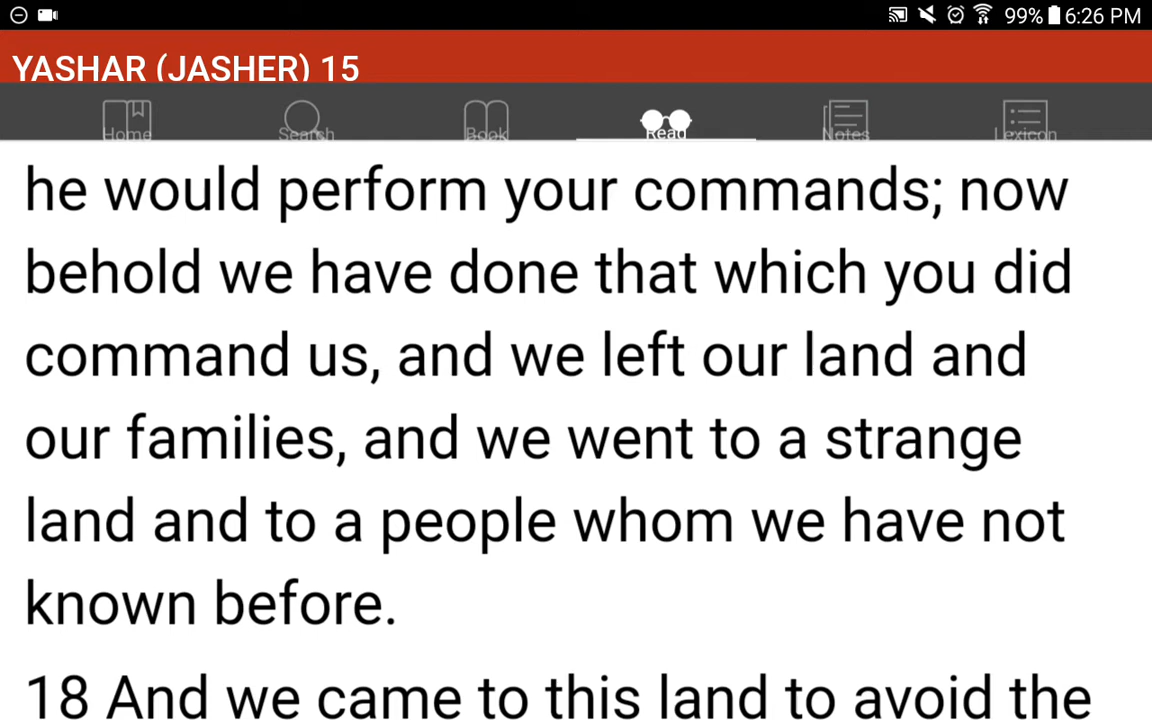 99% 6:26 PM
YASHAR (JASHER) 15
Home Search Book Read Notes Lexicon
he would perform your commands; now
behold we have done that which you did
command us, and we left our land and
our families, and we went to a strange
land and to a people whom we have not
known before.
18 And we came to this land to avoid the